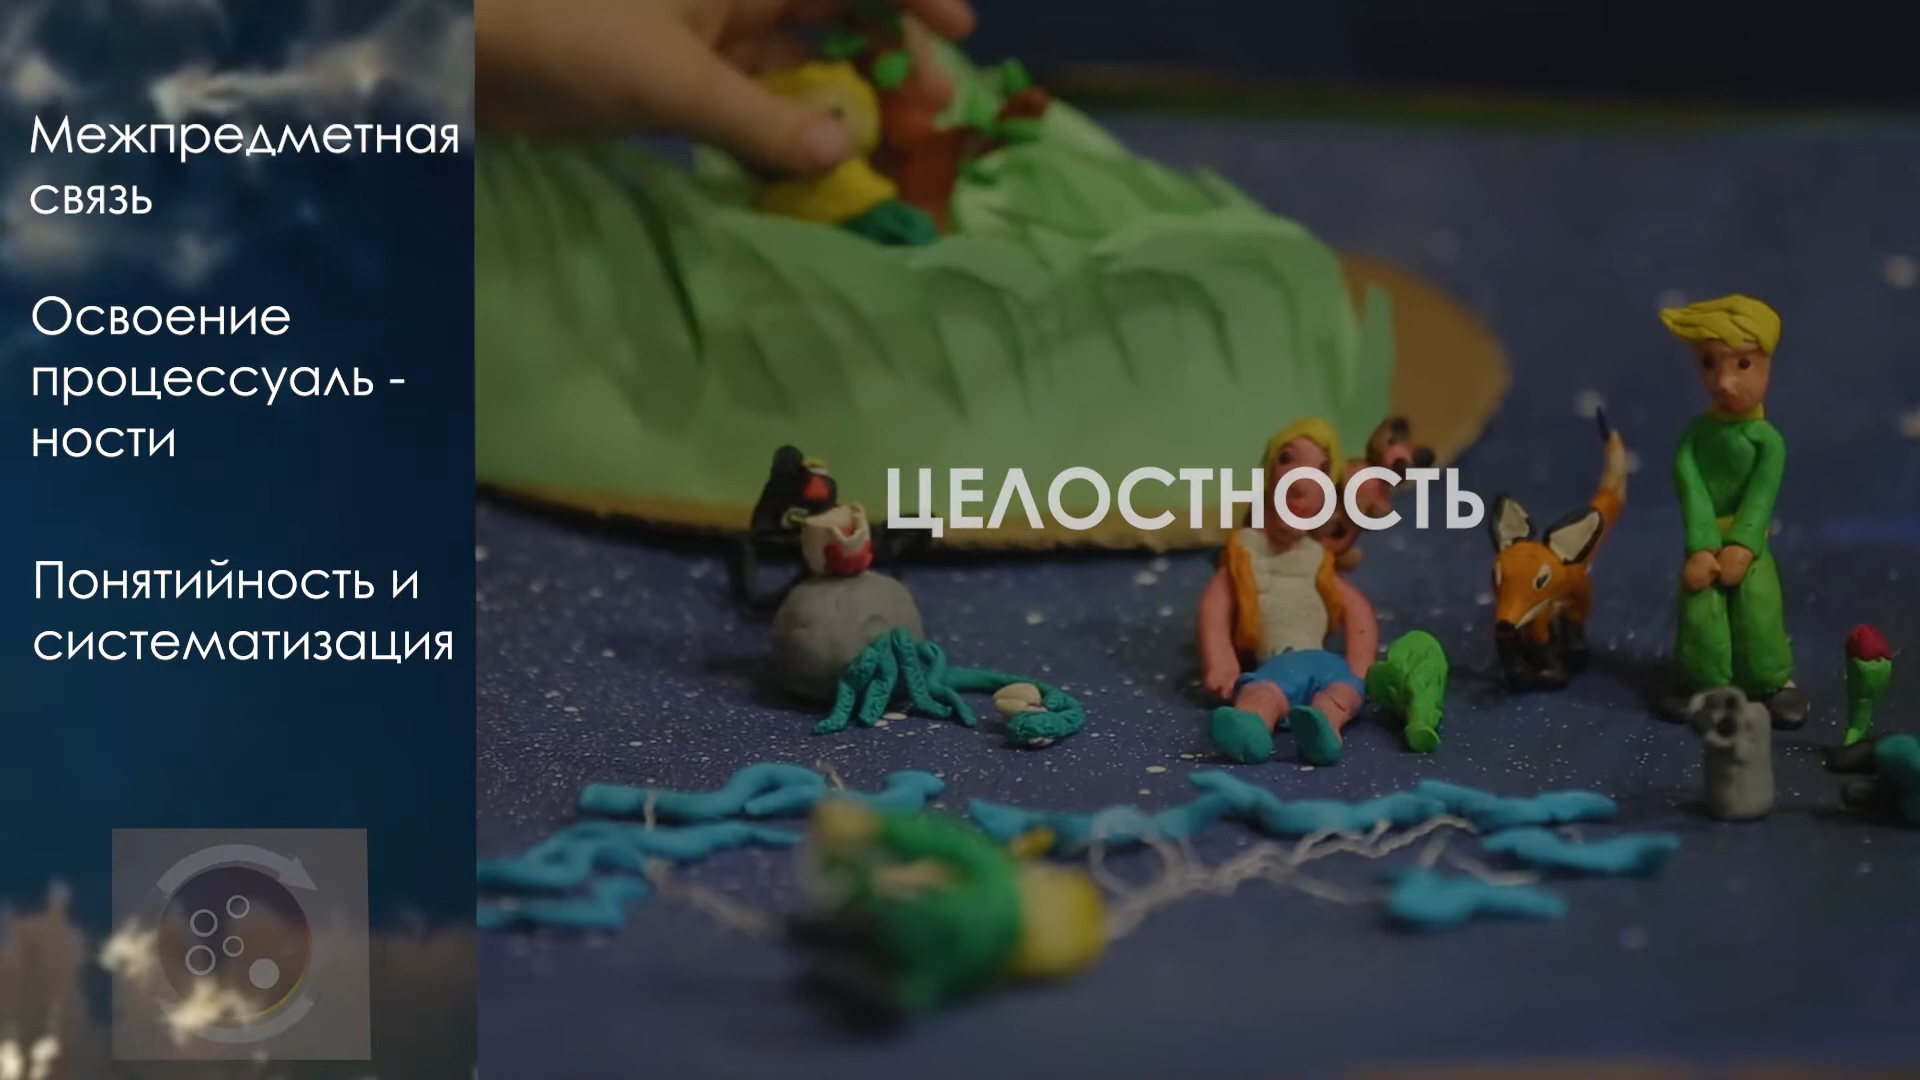 Межпредметная
связь
Освоение
процессуаль -
ности
Понятийность и
систематизация
ЦЕЛОСТНОСТЬ